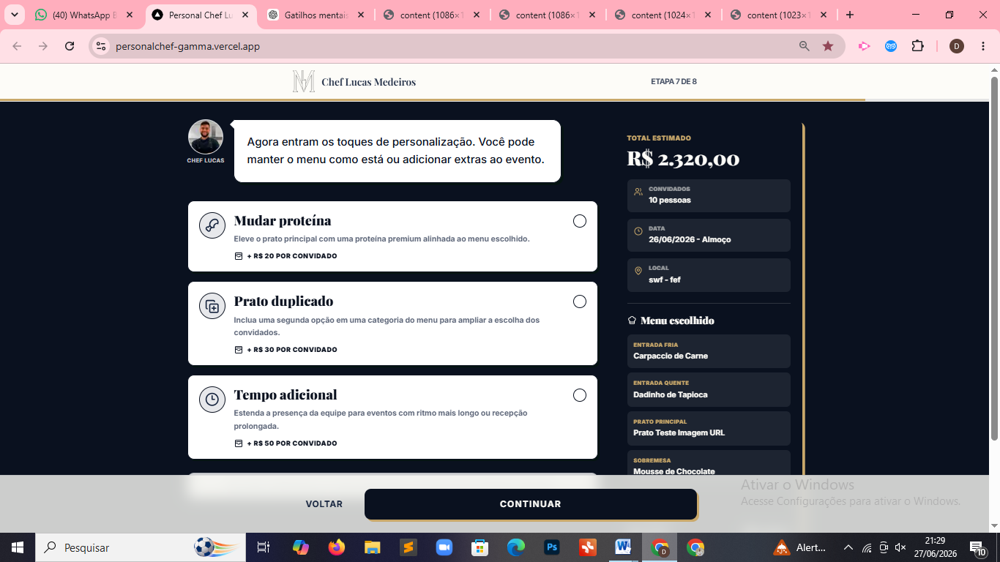 (40) WhatsApp B
Personal Chef Lu
Gatilhos mentais
content (1086×1
content (1086×1
content (1024×1
content (1023×1
personalchef-gamma.vercel.app
D
Chef Lucas Medeiros
ETAPA 7 DE 8
CHEF LUCAS
Agora entram os toques de personalização. Você pode
manter o menu como está ou adicionar extras ao evento.
Mudar proteína
Eleve o prato principal com uma proteína premium alinhada ao menu escolhido.
+ R$ 20 POR CONVIDADO
Prato duplicado
Inclua uma segunda opção em uma categoria do menu para ampliar a escolha dos
convidados.
+ R$ 30 POR CONVIDADO
Tempo adicional
Estenda a presença da equipe para eventos com ritmo mais longo ou recepção
prolongada.
+ R$ 50 POR CONVIDADO
TOTAL ESTIMADO
R$ 2.320,00
CONVIDADOS
10 pessoas
DATA
26/06/2026 - Almoço
LOCAL
swf - fef
Menu escolhido
ENTRADA FRIA
Carpaccio de Carne
ENTRADA QUENTE
Dadinho de Tapioca
PRATO PRINCIPAL
Prato Teste Imagem URL
SOBREMESA
Mousse de Chocolate
VOLTAR
CONTINUAR
Ativar o Windows
Acesse Configurações para ativar o Windows.
Pesquisar
Ps
W
D
Alert...
21:29
27/06/2026
10